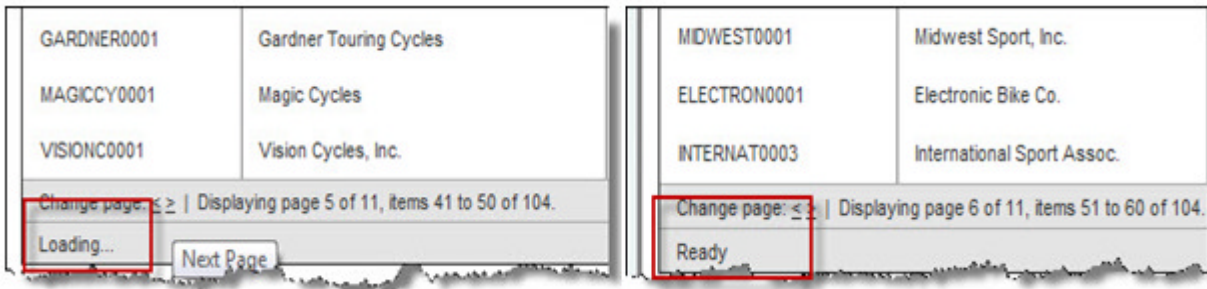 GARDNER0001 Gardner Touring Cycles
MAGICCY0001 Magic Cycles
VISIONC0001 Vision Cycles, Inc.
Change page: < > | Displaying page 5 of 11, items 41 to 50 of 104.
Loading...
Next Page
MIDWEST0001 Midwest Sport, Inc.
ELECTRON0001 Electronic Bike Co.
INTERNAT0003 International Sport Assoc.
Change page: < > | Displaying page 6 of 11, items 51 to 60 of 104.
Ready